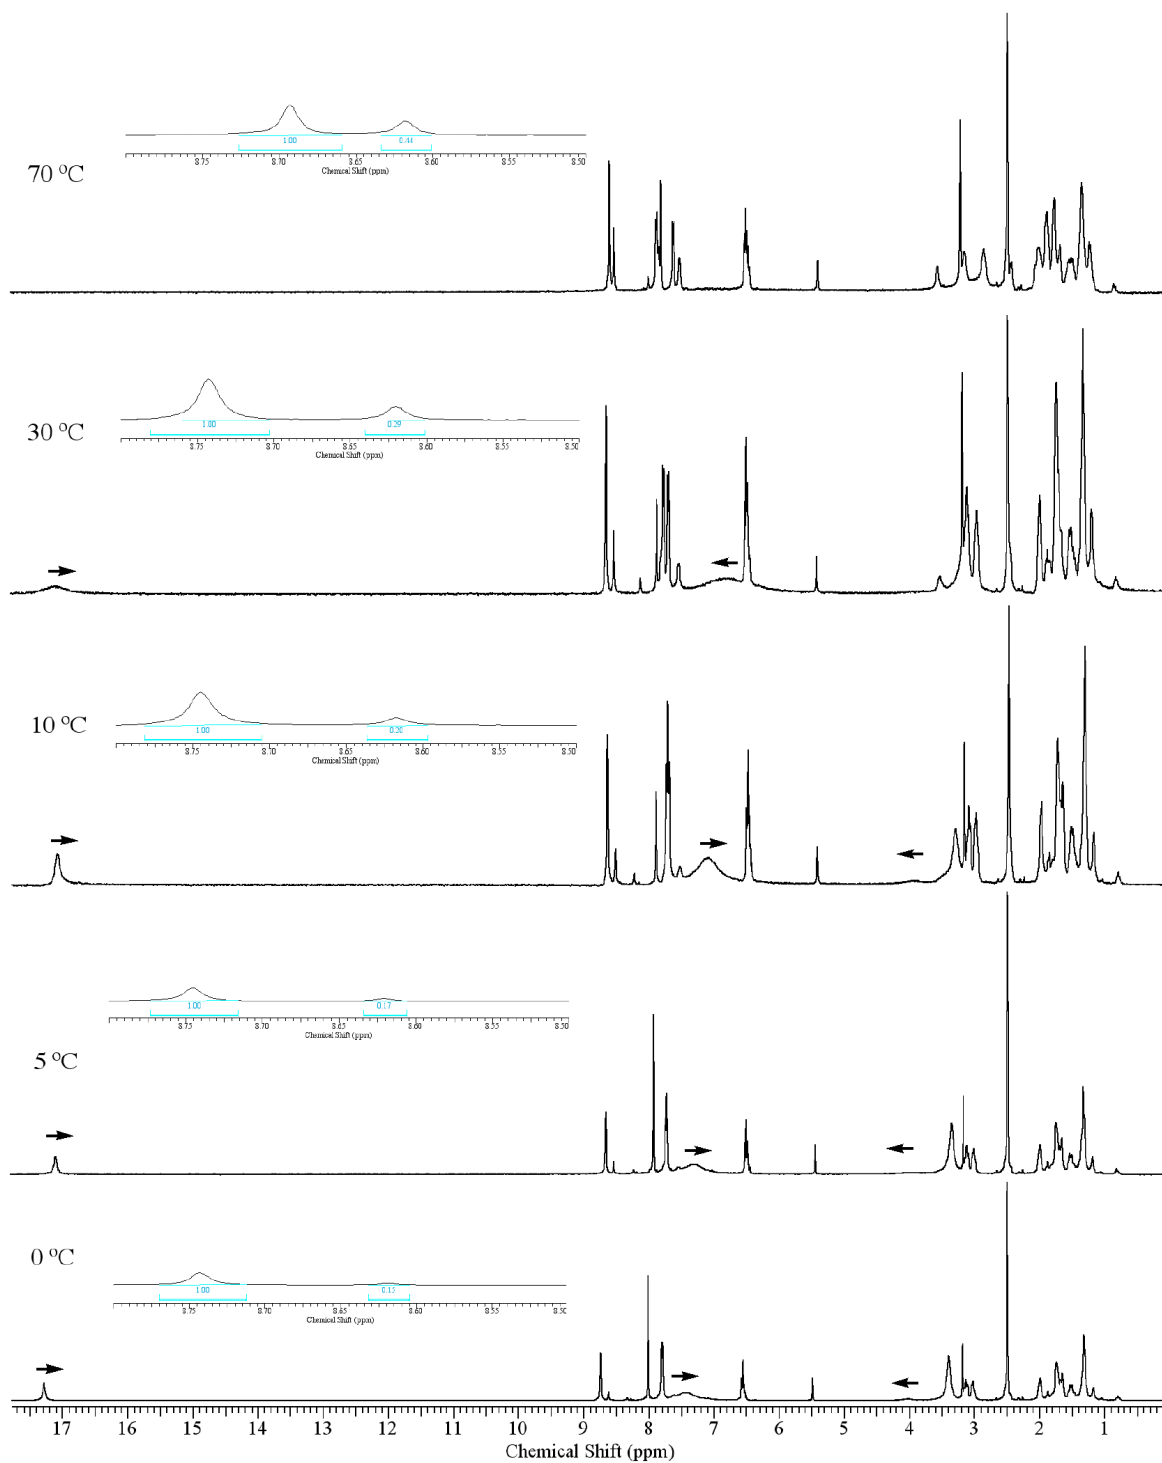 1.00 0.44
8.75 8.70 8.65 8.60 8.55 8.50
Chemical Shift (ppm)
70 °C
1.00 0.29
8.75 8.70 8.65 8.60 8.55 8.50
Chemical Shift (ppm)
30 °C
1.00 0.20
8.75 8.70 8.65 8.60 8.55 8.50
Chemical Shift (ppm)
10 °C
1.00 0.17
8.75 8.70 8.65 8.60 8.55 8.50
Chemical Shift (ppm)
5 °C
1.00 0.15
8.75 8.70 8.65 8.60 8.55 8.50
Chemical Shift (ppm)
0 °C
17 16 15 14 13 12 11 10 9 8 7 6 5 4 3 2 1
Chemical Shift (ppm)